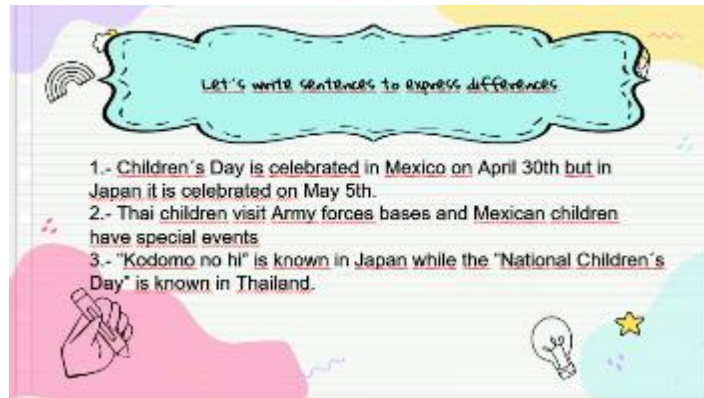 Let's write sentences to express differences.
1.- Children´s Day is celebrated in Mexico on April 30th but in
Japan it is celebrated on May 5th.
2.- Thai children visit Army forces bases and Mexican children
have special events
3.- "Kodomo no hi" is known in Japan while the "National Children´s
Day" is known in Thailand.